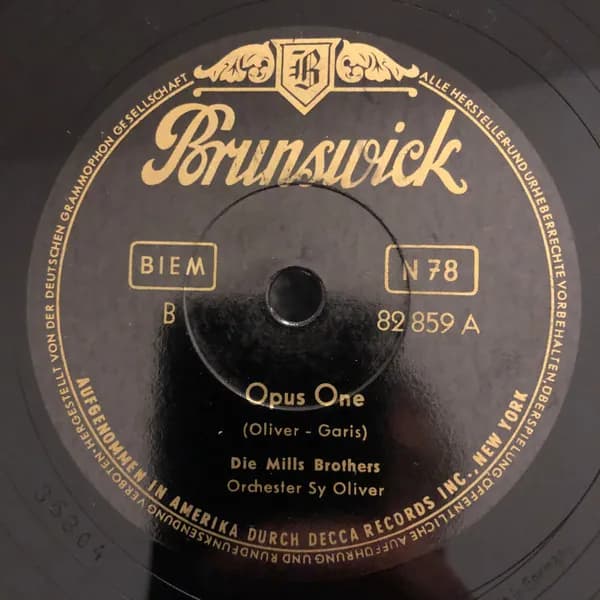 B
Brunswick
BIEM
N 78
B
82 859 A
Opus One
(Oliver - Garis)
Die Mills Brothers
Orchester Sy Oliver
AUFGENOMMEN IN AMERIKA DURCH DECCA RECORDS INC., NEW YORK
HERGESTELLT VON DER DEUTSCHEN GRAMMOPHON GESELLSCHAFT
ALLE HERSTELLER-UND URHEBERRECHTE VORBEHALTEN, ÜBERSPIELUNG, ÖFFENTLICHE AUFFÜHRUNG UND RUNDFUNKSENDUNG VERBOTEN·